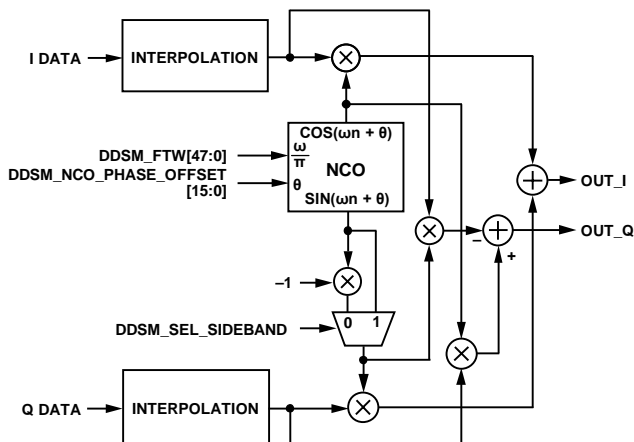 I DATA
INTERPOLATION
COS(ωn + θ)
ω
π
NCO
DDSM_FTW[47:0]
DDSM_NCO_PHASE_OFFSET
[15:0]
θ
SIN(ωn + θ)
OUT_I
–
OUT_Q
+
–1
0 1
DDSM_SEL_SIDEBAND
Q DATA
INTERPOLATION